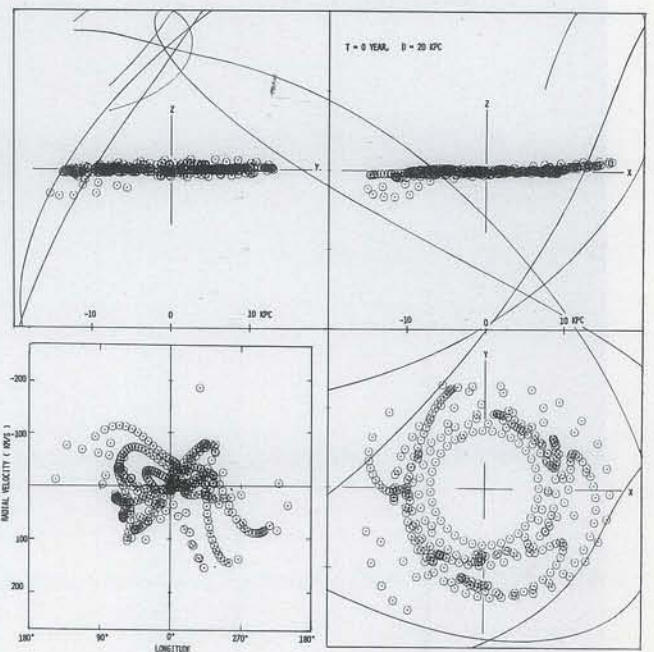 T = 0 YEAR, D = 20 KPC
Z
Z
Y
X
-10 0 10 KPC
-10 0 10 KPC
Y
X
RADIAL VELOCITY ( KM/S )
-200
-100
100
200
180° 90° 0° 270° 180°
LONGITUDE